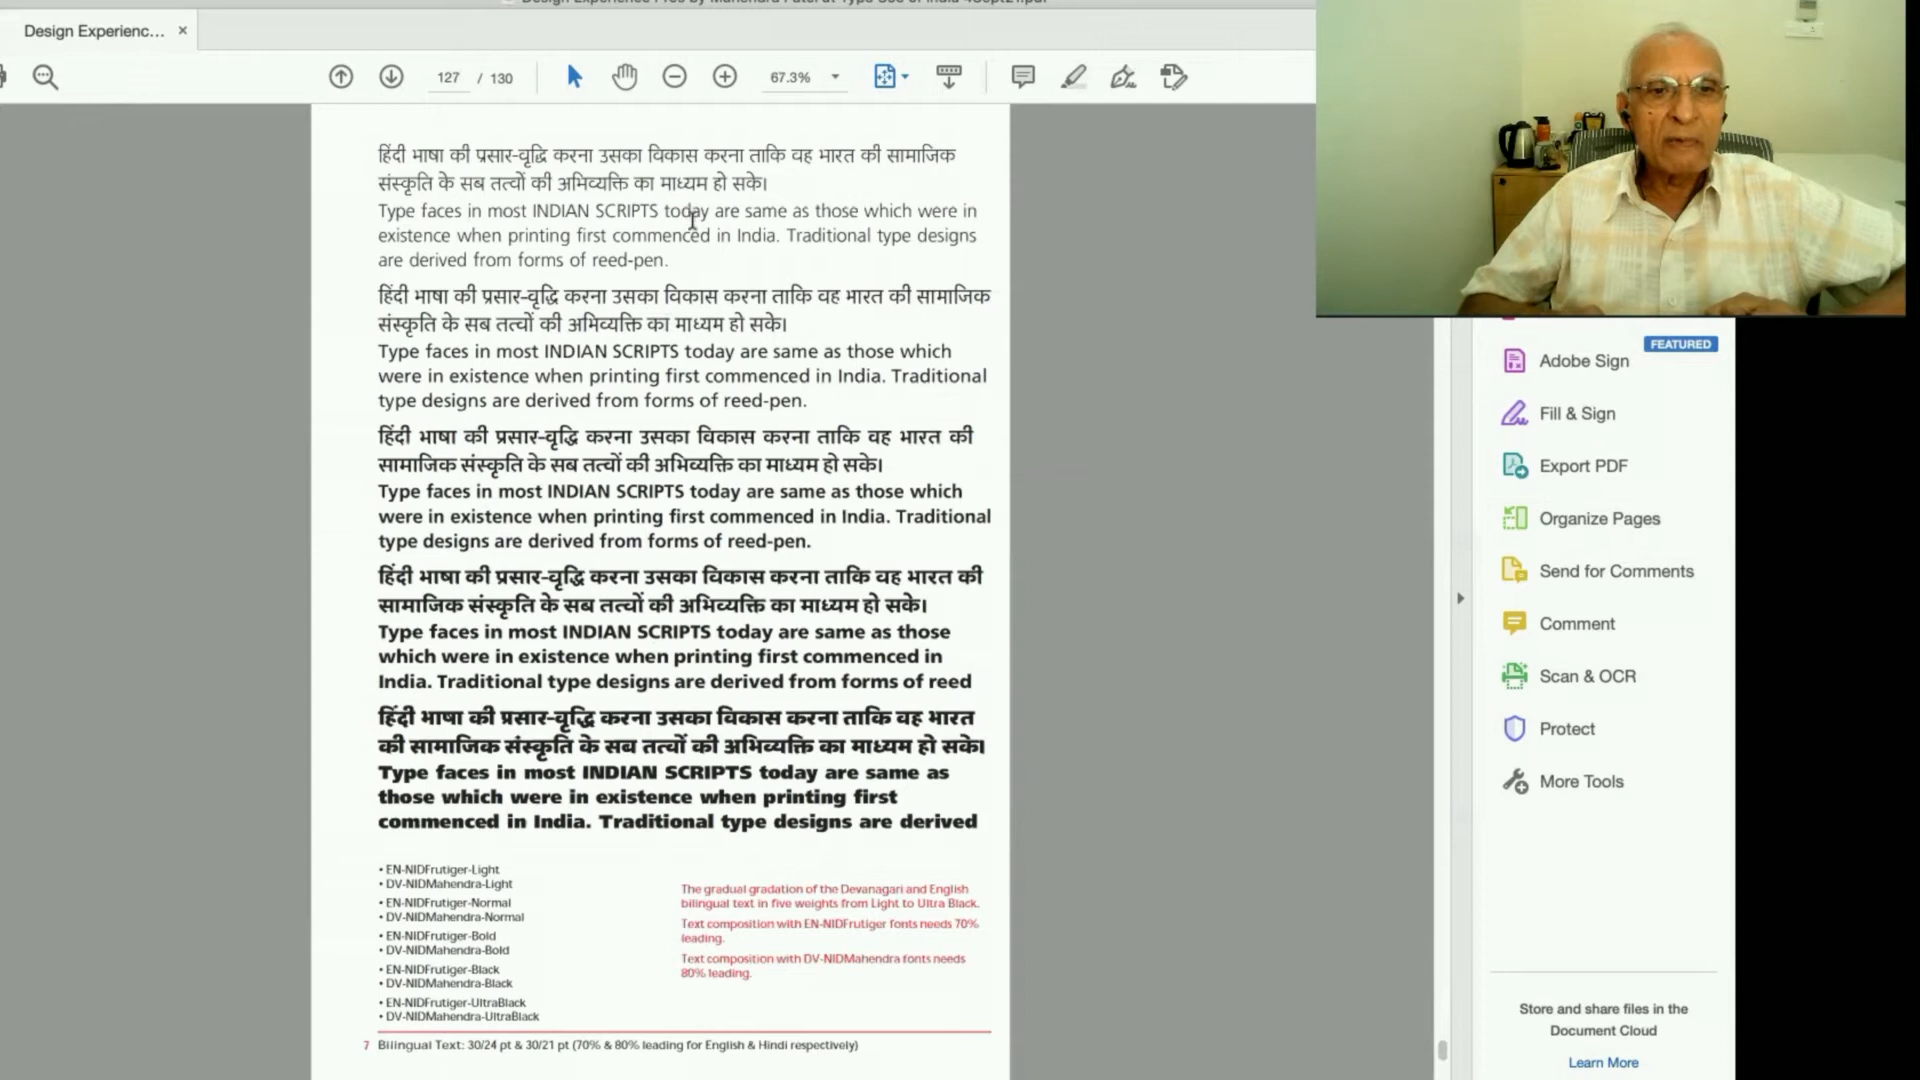 Design Experienc...
127 / 130
67.3%
हिंदी भाषा की प्रसार-वृद्धि करना उसका विकास करना ताकि वह भारत की सामाजिक
संस्कृति के सब तत्वों की अभिव्यक्ति का माध्यम हो सके।
Type faces in most INDIAN SCRIPTS today are same as those which were in
existence when printing first commenced in India. Traditional type designs
are derived from forms of reed-pen.
हिंदी भाषा की प्रसार-वृद्धि करना उसका विकास करना ताकि वह भारत की सामाजिक
संस्कृति के सब तत्वों की अभिव्यक्ति का माध्यम हो सके।
Type faces in most INDIAN SCRIPTS today are same as those which
were in existence when printing first commenced in India. Traditional
type designs are derived from forms of reed-pen.
हिंदी भाषा की प्रसार-वृद्धि करना उसका विकास करना ताकि वह भारत की
सामाजिक संस्कृति के सब तत्वों की अभिव्यक्ति का माध्यम हो सके।
Type faces in most INDIAN SCRIPTS today are same as those which
were in existence when printing first commenced in India. Traditional
type designs are derived from forms of reed-pen.
हिंदी भाषा की प्रसार-वृद्धि करना उसका विकास करना ताकि वह भारत की
सामाजिक संस्कृति के सब तत्वों की अभिव्यक्ति का माध्यम हो सके।
Type faces in most INDIAN SCRIPTS today are same as those
which were in existence when printing first commenced in
India. Traditional type designs are derived from forms of reed
हिंदी भाषा की प्रसार-वृद्धि करना उसका विकास करना ताकि वह भारत
की सामाजिक संस्कृति के सब तत्वों की अभिव्यक्ति का माध्यम हो सके।
Type faces in most INDIAN SCRIPTS today are same as
those which were in existence when printing first
commenced in India. Traditional type designs are derived
• EN-NIDFrutiger-Light
• DV-NIDMahendra-Light
• EN-NIDFrutiger-Normal
• DV-NIDMahendra-Normal
• EN-NIDFrutiger-Bold
• DV-NIDMahendra-Bold
• EN-NIDFrutiger-Black
• DV-NIDMahendra-Black
• EN-NIDFrutiger-UltraBlack
• DV-NIDMahendra-UltraBlack
The gradual gradation of the Devanagari and English
bilingual text in five weights from Light to Ultra Black.
Text composition with EN-NIDFrutiger fonts needs 70%
leading.
Text composition with DV-NIDMahendra fonts needs
80% leading.
7 Bilingual Text: 30/24 pt & 30/21 pt (70% & 80% leading for English & Hindi respectively)
FEATURED
Adobe Sign
Fill & Sign
Export PDF
Organize Pages
Send for Comments
Comment
Scan & OCR
Protect
More Tools
Store and share files in the
Document Cloud
Learn More